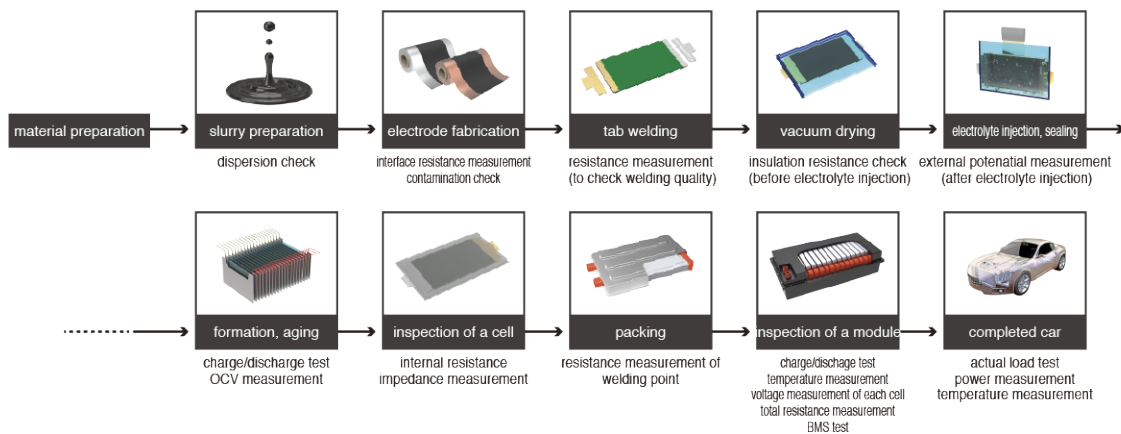 material preparation
slurry preparation
dispersion check
electrode fabrication
interface resistance measurement
contamination check
tab welding
resistance measurement
(to check welding quality)
vacuum drying
insulation resistance check
(before electrolyte injection)
electrolyte injection, sealing
external potenatial measurement
(after electrolyte injection)
formation, aging
charge/discharge test
OCV measurement
inspection of a cell
internal resistance
impedance measurement
packing
resistance measurement of
welding point
inspection of a module
charge/dischage test
temperature measurement
voltage measurement of each cell
total resistance measurement
BMS test
completed car
actual load test
power measurement
temperature measurement